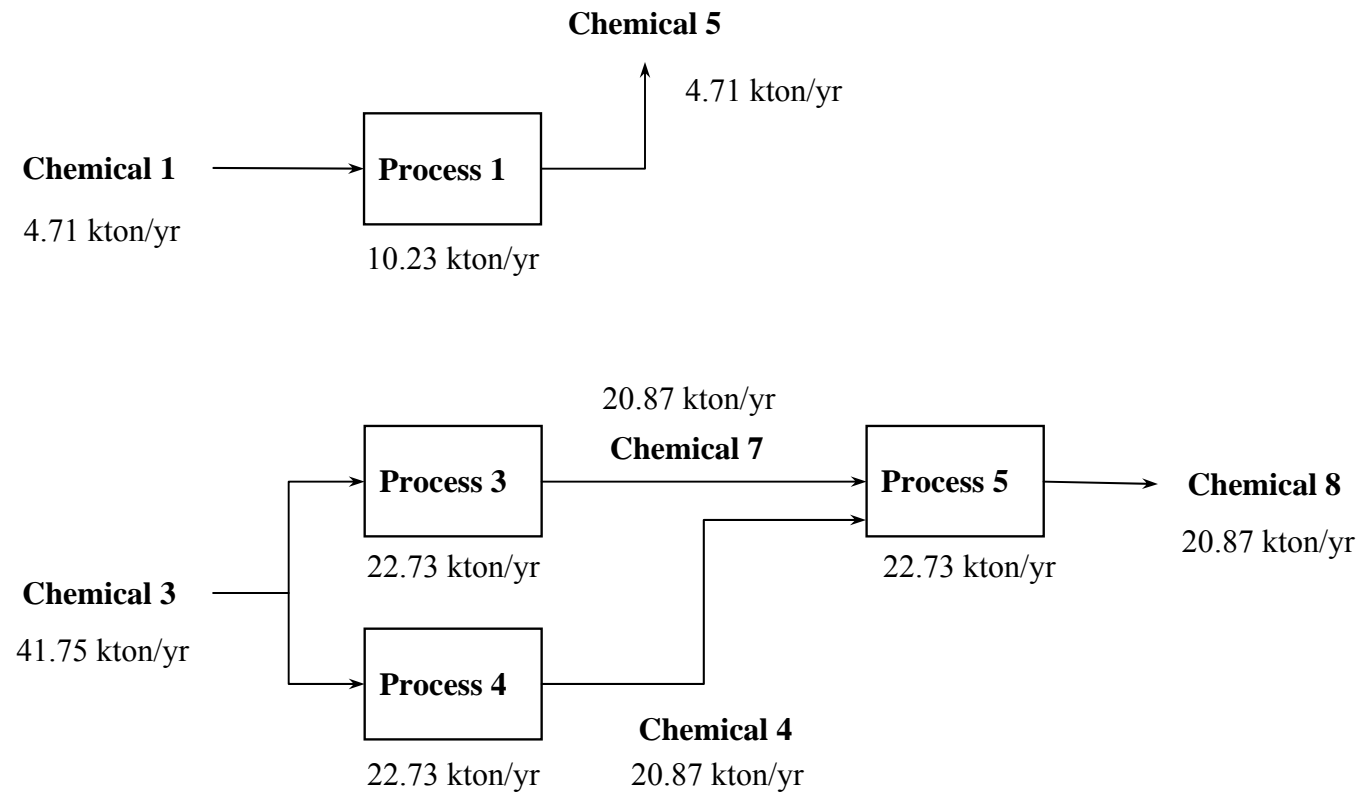 Chemical 5
4.71 kton/yr
Chemical 1
Process 1
4.71 kton/yr
10.23 kton/yr
20.87 kton/yr
Chemical 7
Process 3
Process 5
Chemical 8
20.87 kton/yr
22.73 kton/yr
22.73 kton/yr
Chemical 3
41.75 kton/yr
Process 4
Chemical 4
22.73 kton/yr
20.87 kton/yr